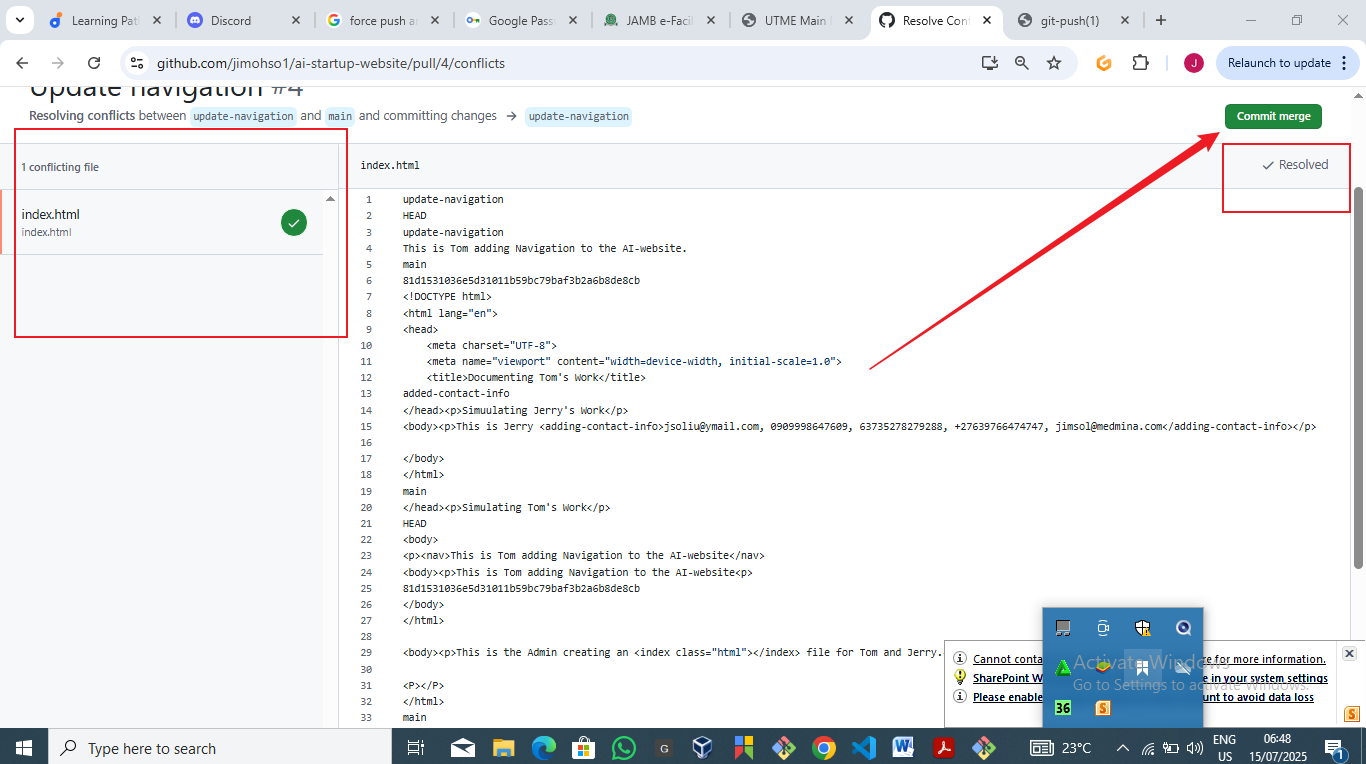 Learning Pat
Discord
force push a
Google Pass
JAMB e-Facil
UTME Main
Resolve Con
git-push(1)
github.com/jimohso1/ai-startup-website/pull/4/conflicts
J
Relaunch to update
Update navigation #4
Resolving conflicts between update-navigation and main and committing changes → update-navigation
Commit merge
1 conflicting file
index.html
Resolved
index.html
index.html
1 update-navigation
2 HEAD
3 update-navigation
4 This is Tom adding Navigation to the AI-website.
5 main
6 81d1531036e5d31011b59bc79baf3b2a6b8de8cb
7 <!DOCTYPE html>
8 <html lang="en">
9 <head>
10 <meta charset="UTF-8">
11 <meta name="viewport" content="width=device-width, initial-scale=1.0">
12 <title>Documenting Tom's Work</title>
13 added-contact-info
14 </head><p>Simuulating Jerry's Work</p>
15 <body><p>This is Jerry <adding-contact-info>jsoliu@ymail.com, 0909998647609, 63735278279288, +27639766474747, jimsol@medmina.com</adding-contact-info></p>
16
17 </body>
18 </html>
19 main
20 </head><p>Simulating Tom's Work</p>
21 HEAD
22 <body>
23 <p><nav>This is Tom adding Navigation to the AI-website</nav>
24 <body><p>This is Tom adding Navigation to the AI-website<p>
25 81d1531036e5d31011b59bc79baf3b2a6b8de8cb
26 </body>
27 </html>
28
29 <body><p>This is the Admin creating an <index class="html"></index> file for Tom and Jerry.
30
31 <P></P>
32 </html>
33 main
Cannot conta
re for more information.
SharePoint W
e in your system settings
Please enable
unt to avoid data loss
Activate Windows
Go to Settings to activate Windows.
36
S
S
Type here to search
G
W
23°C
ENG
US
06:48
15/07/2025
1